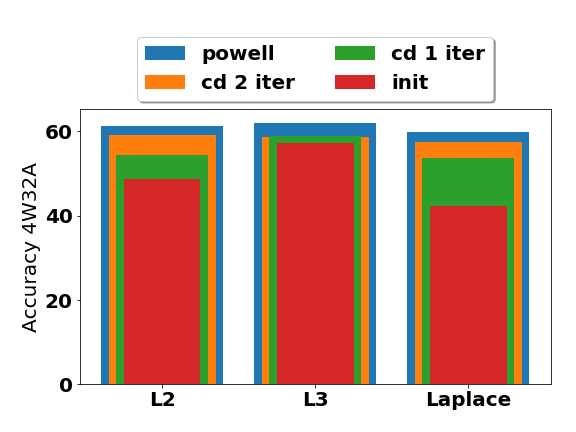 powell
cd 1 iter
cd 2 iter
init
Accuracy 4W32A
60
40
20
0
L2
L3
Laplace